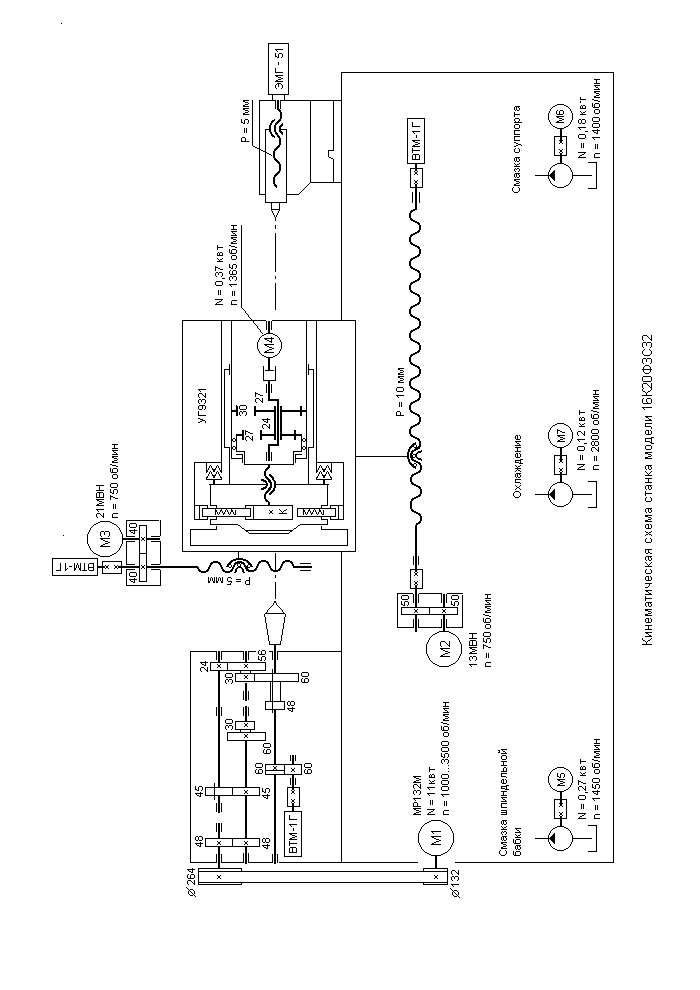 ЭМГ - 51
P = 5 мм
N = 0,37 квт
n = 1365 об/мин
М4
УГ9321
27
30
24
27
К
21МВН
n = 750 об/мин
М3
ВТМ-1Г
40
40
P = 5 мм
ВТМ-1Г
P = 10 мм
50
50
М2
13МВН
n = 750 об/мин
24
56
30
60
48
30
60
60
60
45
45
48
48
ВТМ-1Г
Ø264
Ø132
МР132М
N = 11квт
n = 1000...3500 об/мин
М1
Смазка шпиндельной
бабки
М5
N = 0,27 квт
n = 1450 об/мин
Охлаждение
М7
N = 0,12 квт
n = 2800 об/мин
Смазка суппорта
М6
N = 0,18 квт
n = 1400 об/мин
Кинематическая схема станка модели 16К20Ф3С32